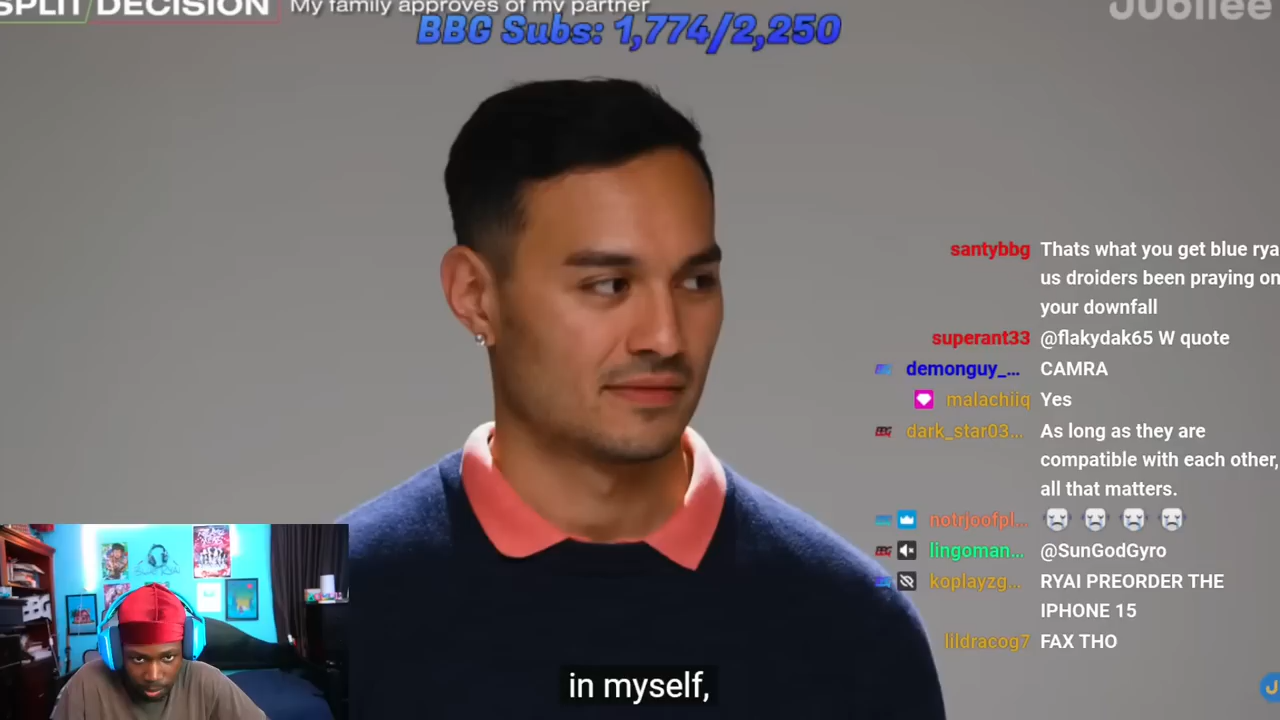 SPLIT/DECISION My family approves of my partner
Jubilee
BBG Subs: 1,774/2,250
santybbg Thats what you get blue rya
us droiders been praying on
your downfall
superant33 @flakydak65 W quote
demonguy_... CAMRA
malachiiq Yes
dark_star03... As long as they are
compatible with each other,
all that matters.
notrjoofpl...
lingoman... @SunGodGyro
koplayzg... RYAI PREORDER THE
IPHONE 15
lildracog7 FAX THO
in myself,